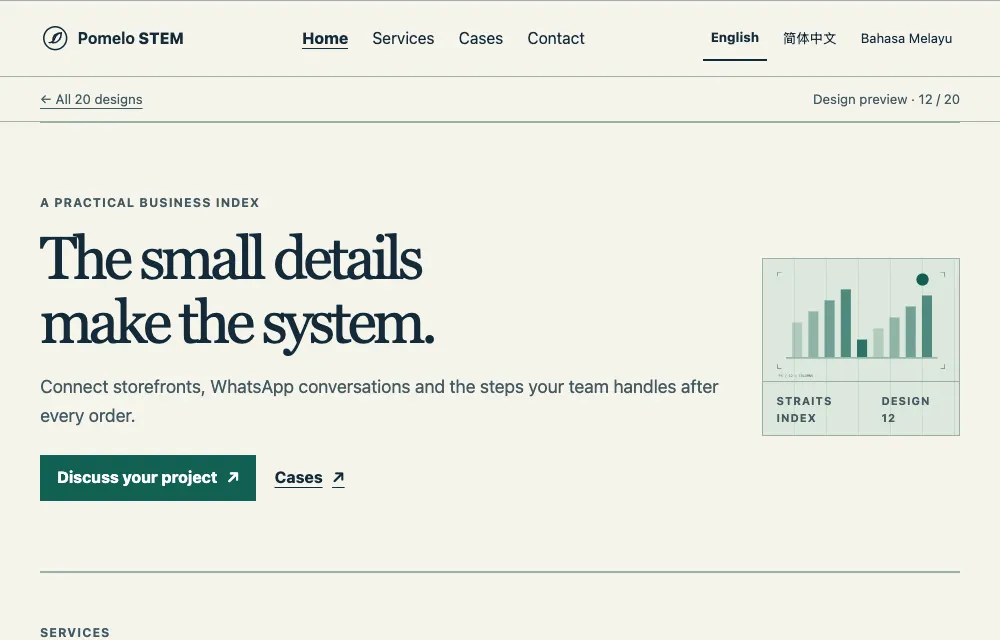 Pomelo STEM
Home Services Cases Contact
English 简体中文 Bahasa Melayu
← All 20 designs
Design preview · 12 / 20
A PRACTICAL BUSINESS INDEX
The small details
make the system.
Connect storefronts, WhatsApp conversations and the steps your team handles after
every order.
Discuss your project ↗
Cases ↗
STRAITS
INDEX
DESIGN
12
SERVICES